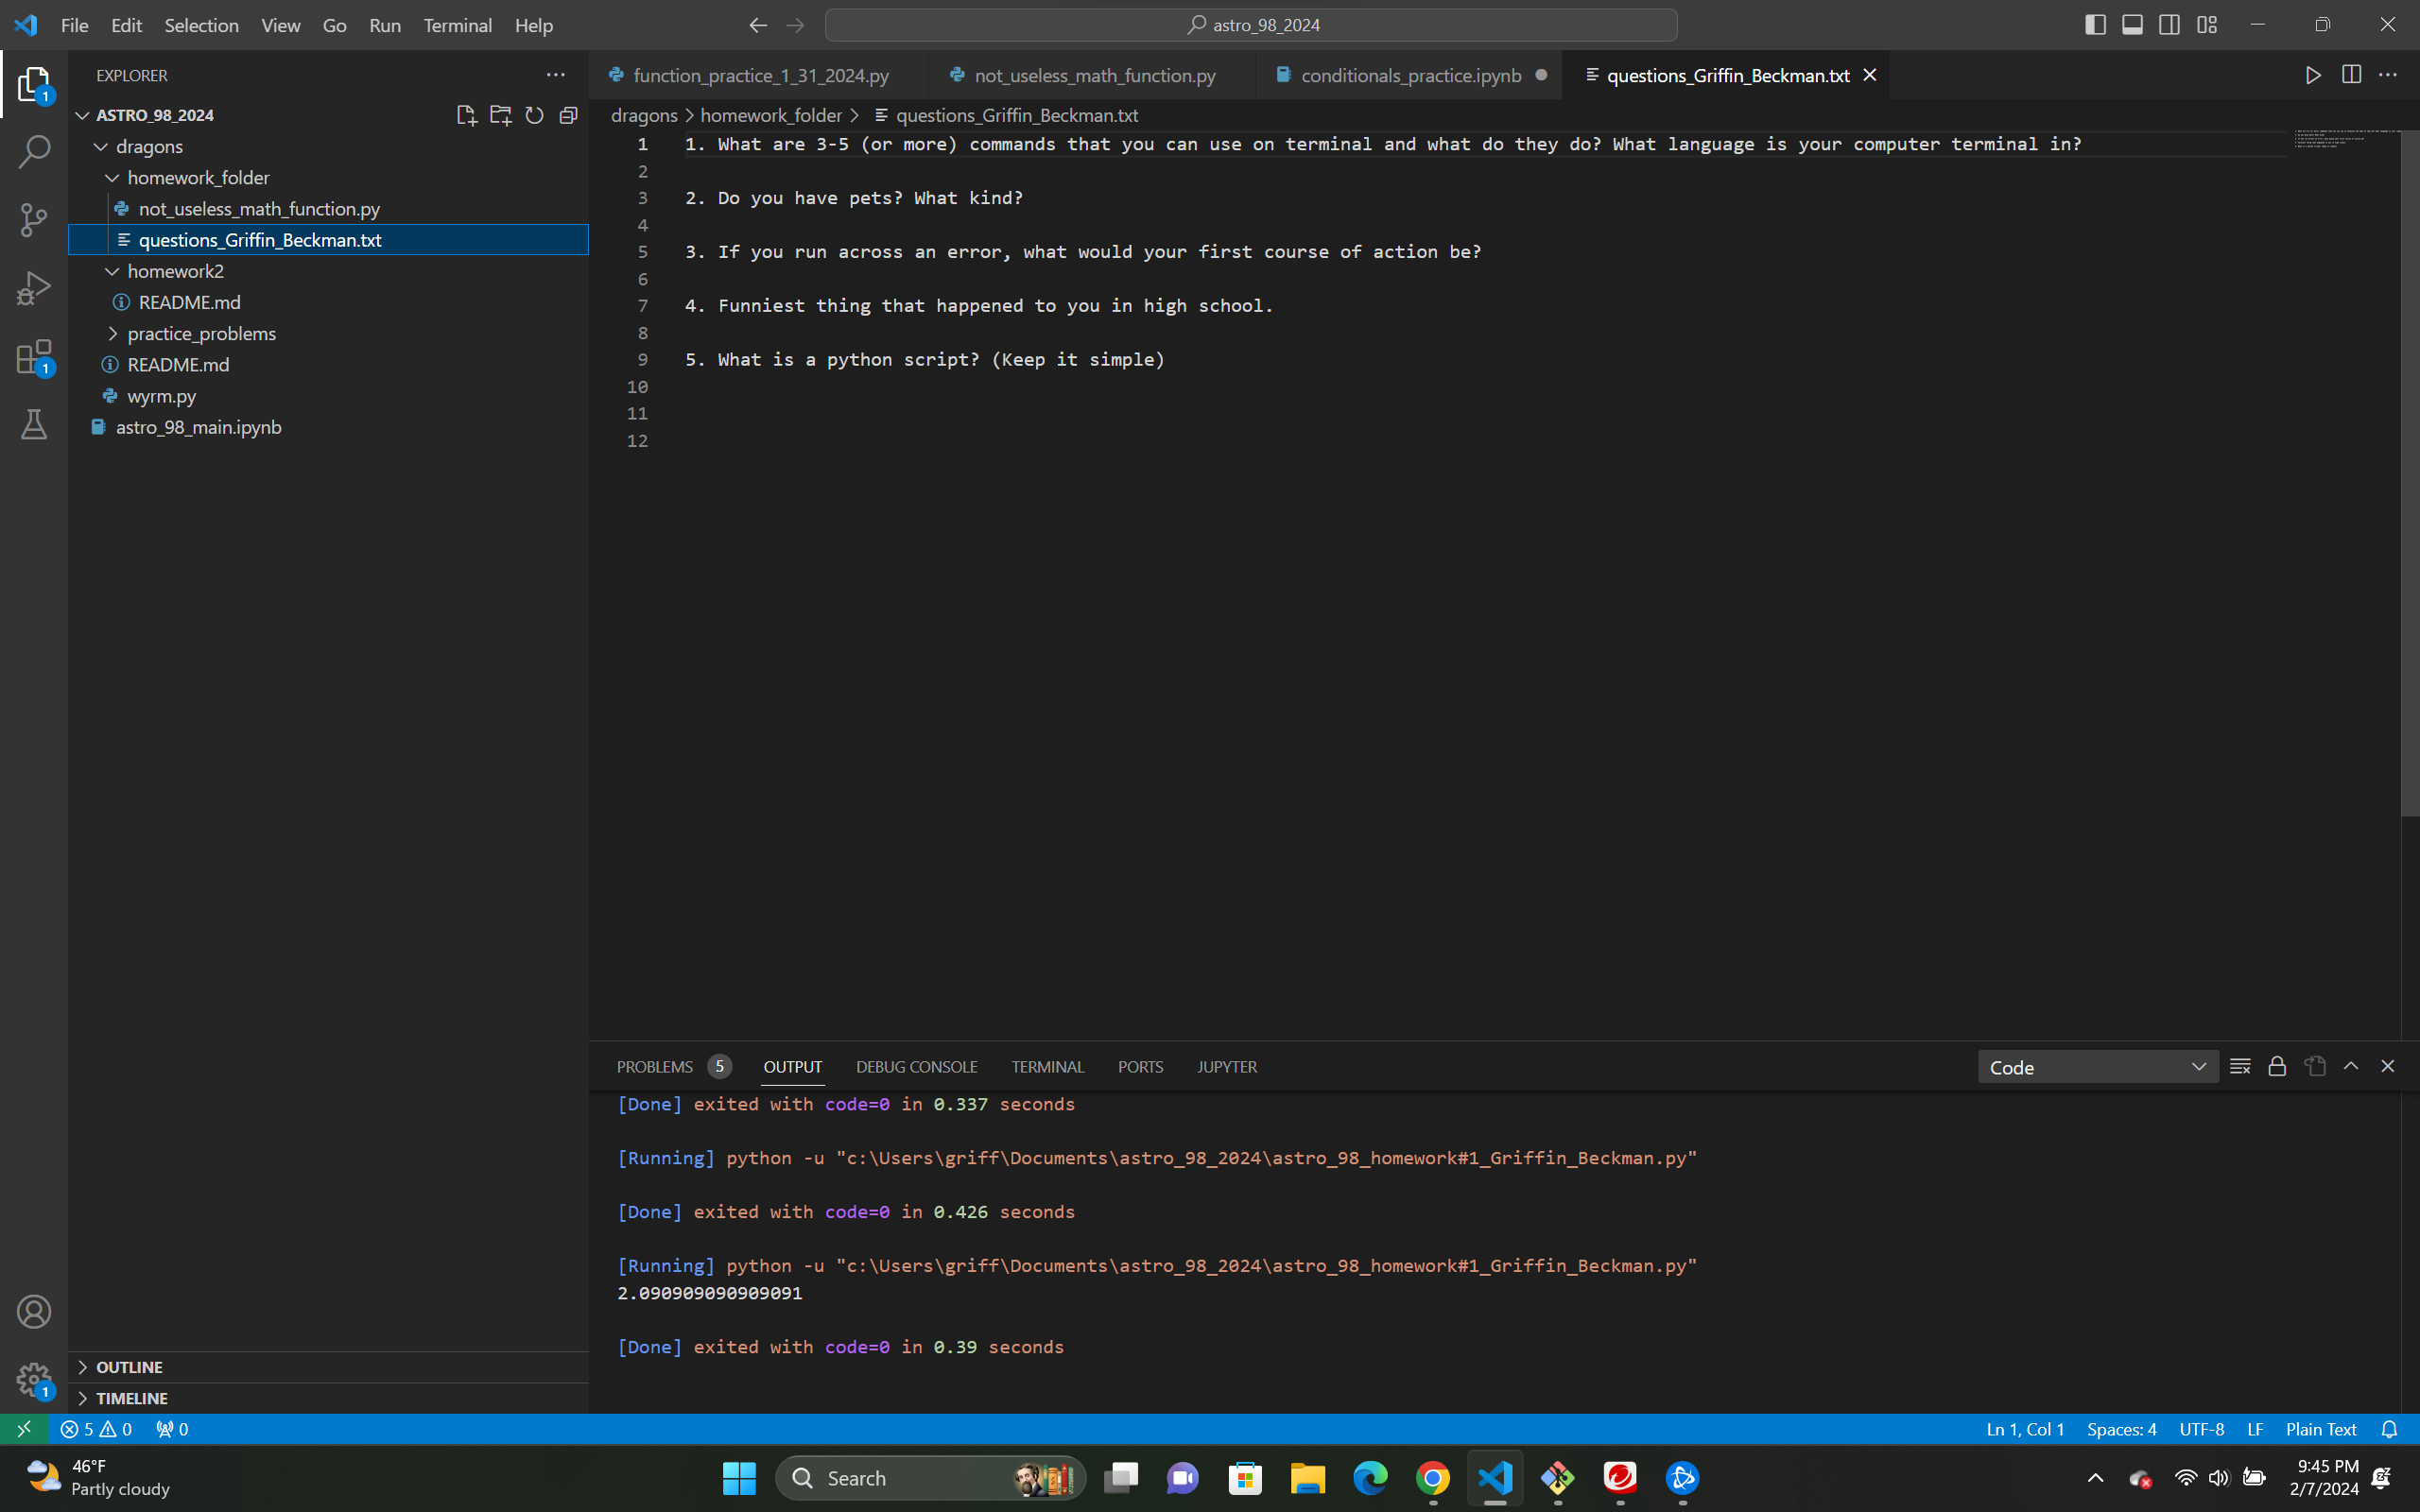 File Edit Selection View Go Run Terminal Help
astro_98_2024
EXPLORER
ASTRO_98_2024
dragons
homework_folder
not_useless_math_function.py
questions_Griffin_Beckman.txt
homework2
README.md
practice_problems
README.md
wyrm.py
astro_98_main.ipynb
OUTLINE
TIMELINE
1
1
1
function_practice_1_31_2024.py not_useless_math_function.py conditionals_practice.ipynb questions_Griffin_Beckman.txt
dragons > homework_folder > questions_Griffin_Beckman.txt
1 1. What are 3-5 (or more) commands that you can use on terminal and what do they do? What language is your computer terminal in?
2
3 2. Do you have pets? What kind?
4
5 3. If you run across an error, what would your first course of action be?
6
7 4. Funniest thing that happened to you in high school.
8
9 5. What is a python script? (Keep it simple)
10
11
12
PROBLEMS 5 OUTPUT DEBUG CONSOLE TERMINAL PORTS JUPYTER Code
[Done] exited with code=0 in 0.337 seconds
[Running] python -u "c:\Users\griff\Documents\astro_98_2024\astro_98_homework#1_Griffin_Beckman.py"
[Done] exited with code=0 in 0.426 seconds
[Running] python -u "c:\Users\griff\Documents\astro_98_2024\astro_98_homework#1_Griffin_Beckman.py"
2.090909090909091
[Done] exited with code=0 in 0.39 seconds
5 0 0 Ln 1, Col 1 Spaces: 4 UTF-8 LF Plain Text
46°F
Partly cloudy
Search
9:45 PM
2/7/2024